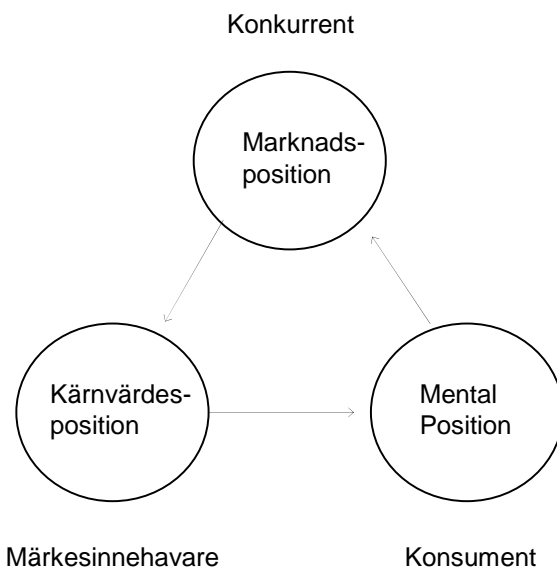 Konkurrent
Marknads-
position
Kärnvärdes-
position
Mental
Position
Märkesinnehavare
Konsument